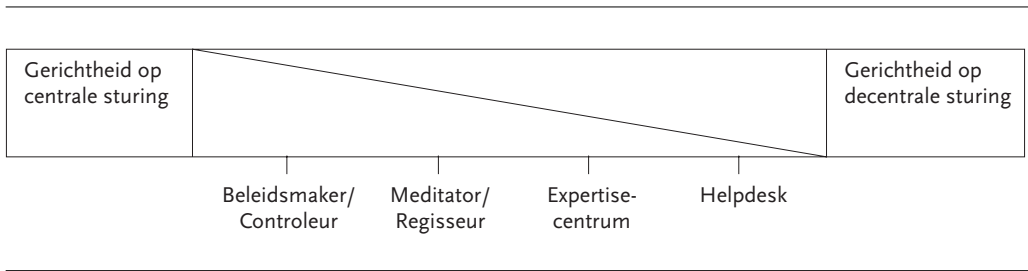 Gerichtheid op
centrale sturing
Gerichtheid op
decentrale sturing
Beleidsmaker/
Controleur
Meditator/
Regisseur
Expertise-
centrum
Helpdesk